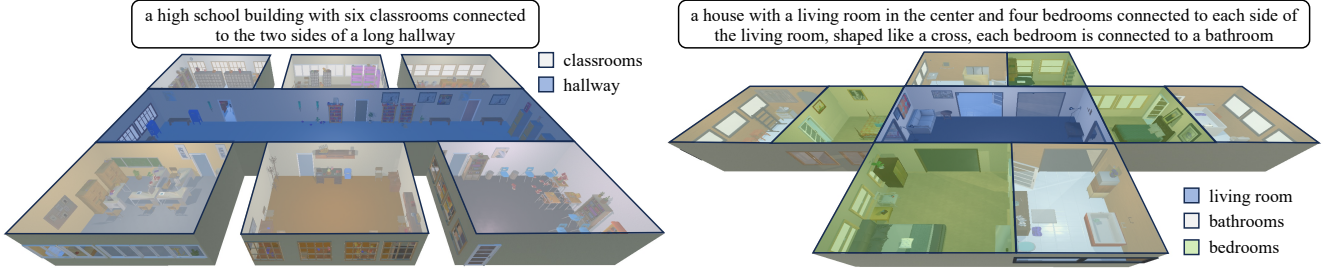 a high school building with six classrooms connected
to the two sides of a long hallway
classrooms
hallway
a house with a living room in the center and four bedrooms connected to each side of
the living room, shaped like a cross, each bedroom is connected to a bathroom
living room
bathrooms
bedrooms